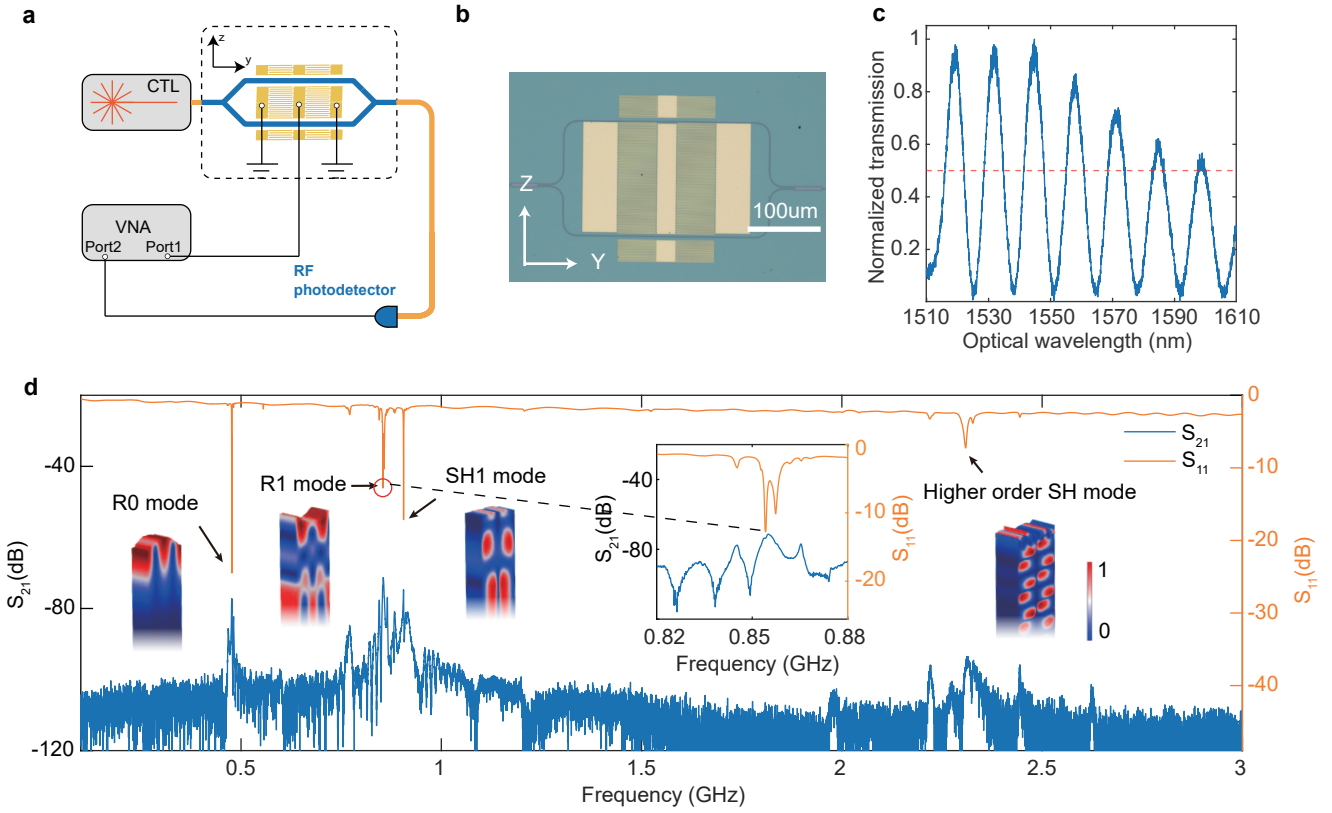 a
z
y
CTL
VNA
Port2
Port1
RF
photodetector
b
Z
Y
100um
c
Normalized transmission
1
0.8
0.6
0.4
0.2
1510
1530
1550
1570
1590
1610
Optical wavelength (nm)
d
S21(dB)
-40
-80
-120
0.5
1
1.5
2
2.5
3
Frequency (GHz)
0
-10
-20
-30
-40
S11(dB)
S21
S11
R0 mode
R1 mode
SH1 mode
Higher order SH mode
1
0
S21(dB)
-40
-80
0.82
0.85
0.88
Frequency (GHz)
0
-10
-20
S11(dB)